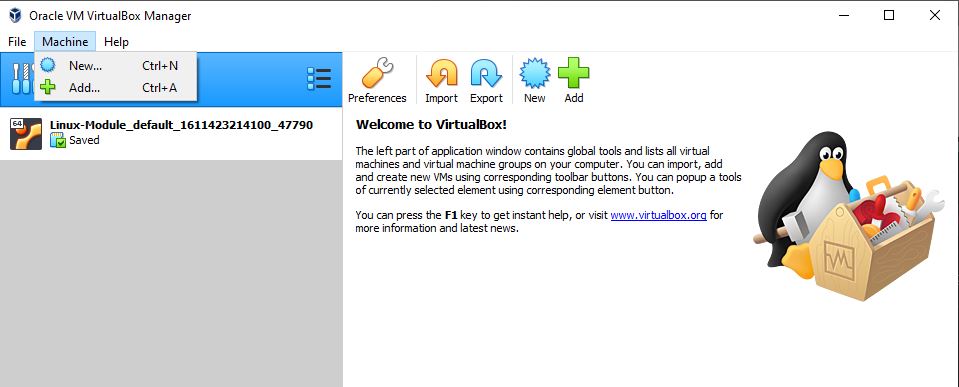 Oracle VM VirtualBox Manager
File Machine Help
New... Ctrl+N
Add... Ctrl+A
Preferences Import Export New Add
64
Linux-Module_default_1611423214100_47790
Saved
Welcome to VirtualBox!
The left part of application window contains global tools and lists all virtual
machines and virtual machine groups on your computer. You can import, add
and create new VMs using corresponding toolbar buttons. You can popup a tools
of currently selected element using corresponding element button.
You can press the F1 key to get instant help, or visit www.virtualbox.org for
more information and latest news.